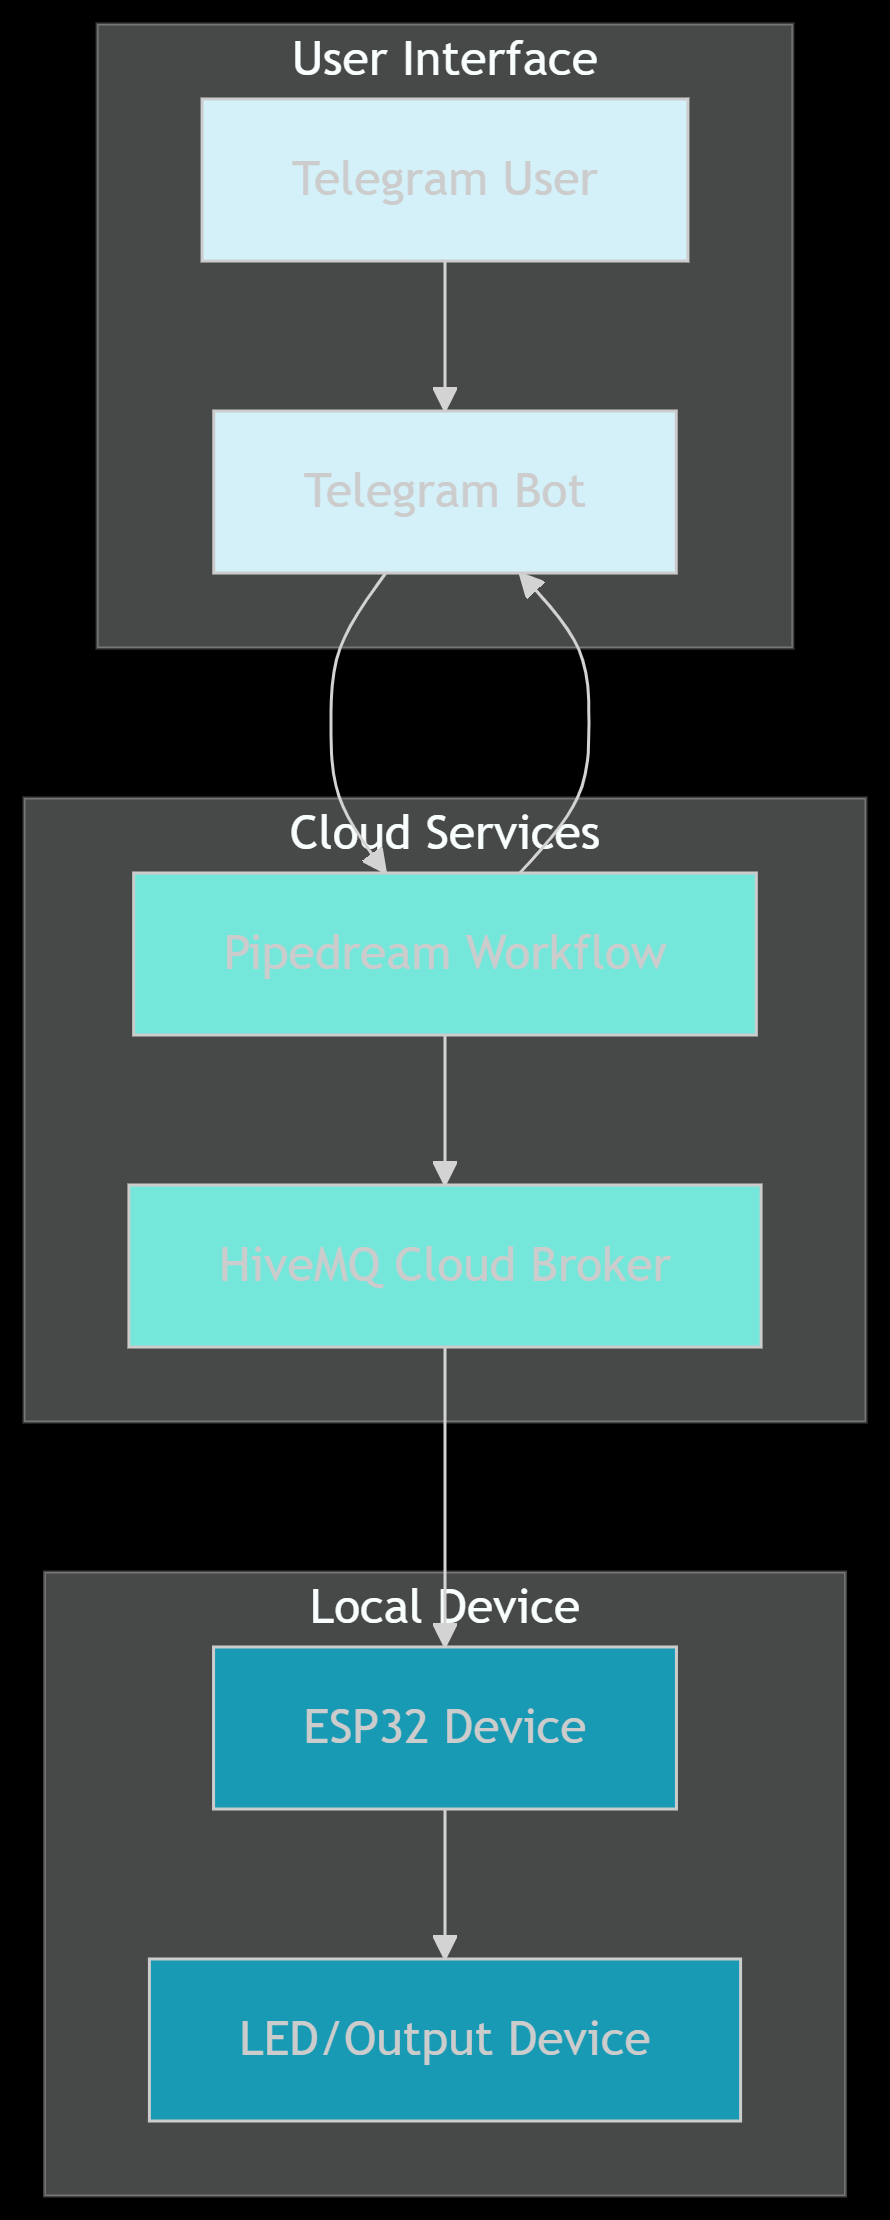 User Interface
Telegram User
Telegram Bot
Cloud Services
Pipedream Workflow
HiveMQ Cloud Broker
Local Device
ESP32 Device
LED/Output Device